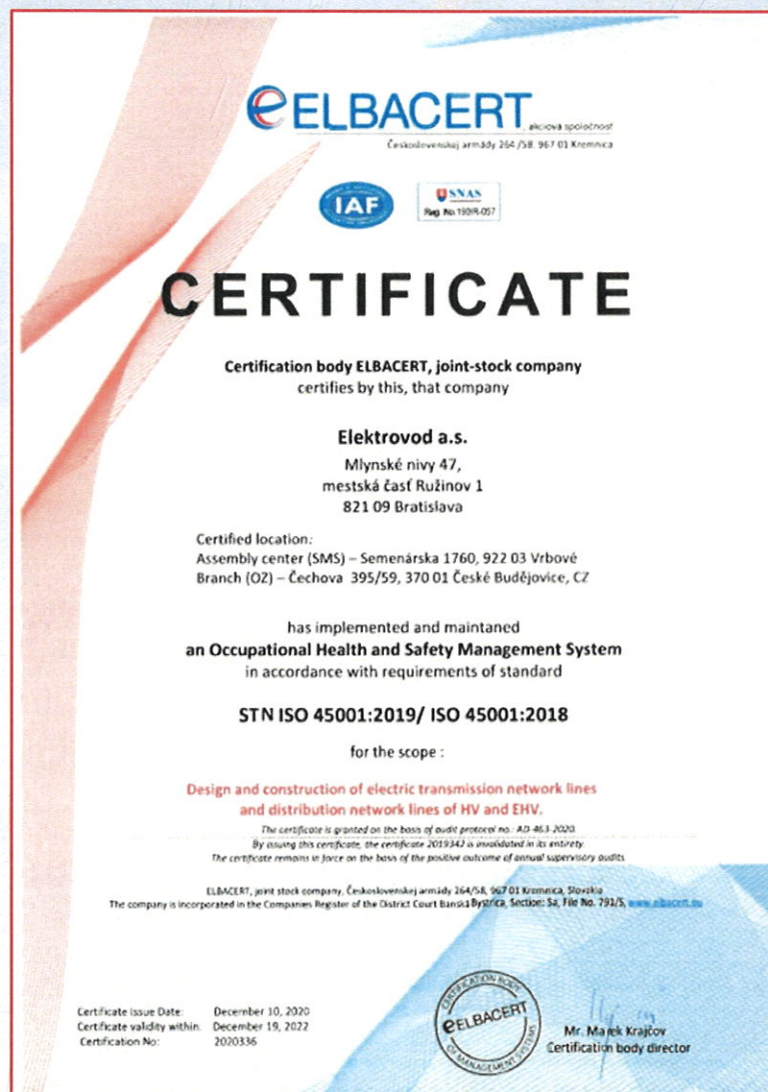 eELBACERT, akciová spoločnosť
Československej armády 264/58, 967 01 Kremnica
IAF
SNAS
Reg. No. 190/R-057
CERTIFICATE
Certification body ELBACERT, joint-stock company
certifies by this, that company
Elektrovod a.s.
Mlynské nivy 47,
mestská časť Ružinov 1
821 09 Bratislava
Certified location:
Assembly center (SMS) – Semenárska 1760, 922 03 Vrbové
Branch (OZ) – Čechova 395/59, 370 01 České Budějovice, CZ
has implemented and maintaned
an Occupational Health and Safety Management System
in accordance with requirements of standard
STN ISO 45001:2019/ ISO 45001:2018
for the scope :
Design and construction of electric transmission network lines
and distribution network lines of HV and EHV.
The certificate is granted on the basis of audit protocol no.: AD-463-2020.
By issuing this certificate, the certificate 2019342 is invalidated in its entirety.
The certificate remains in force on the basis of the positive outcome of annual supervisory audits
ELBACERT, joint stock company, Československej armády 264/58, 967 01 Kremnica, Slovakia
The company is incorporated in the Companies Register of the District Court Banská Bystrica, Section: Sa, File No. 791/S, www.elbacert.eu
Certificate issue Date: December 10, 2020
Certificate validity within: December 19, 2022
Certification No: 2020336
CERTIFICATION BODY
eELBACERT
OF MANAGEMENT SYSTEMS
Mr. Marek Krajčov
Certification body director